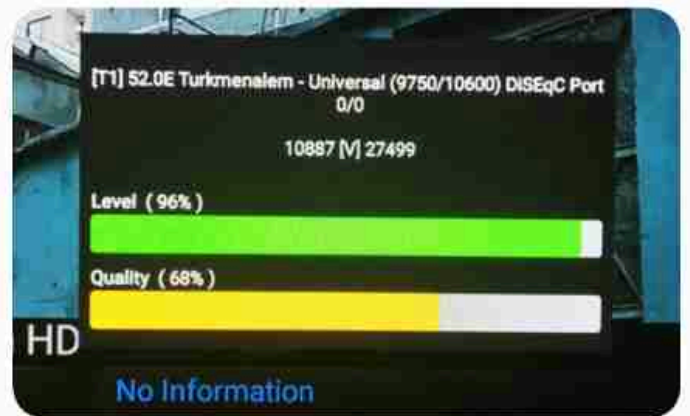 [T1] 52.0E Turkmenalem - Universal (9750/10600) DiSEqC Port
0/0
10887 [V] 27499
Level ( 96% )
Quality ( 68% )
HD
No Information